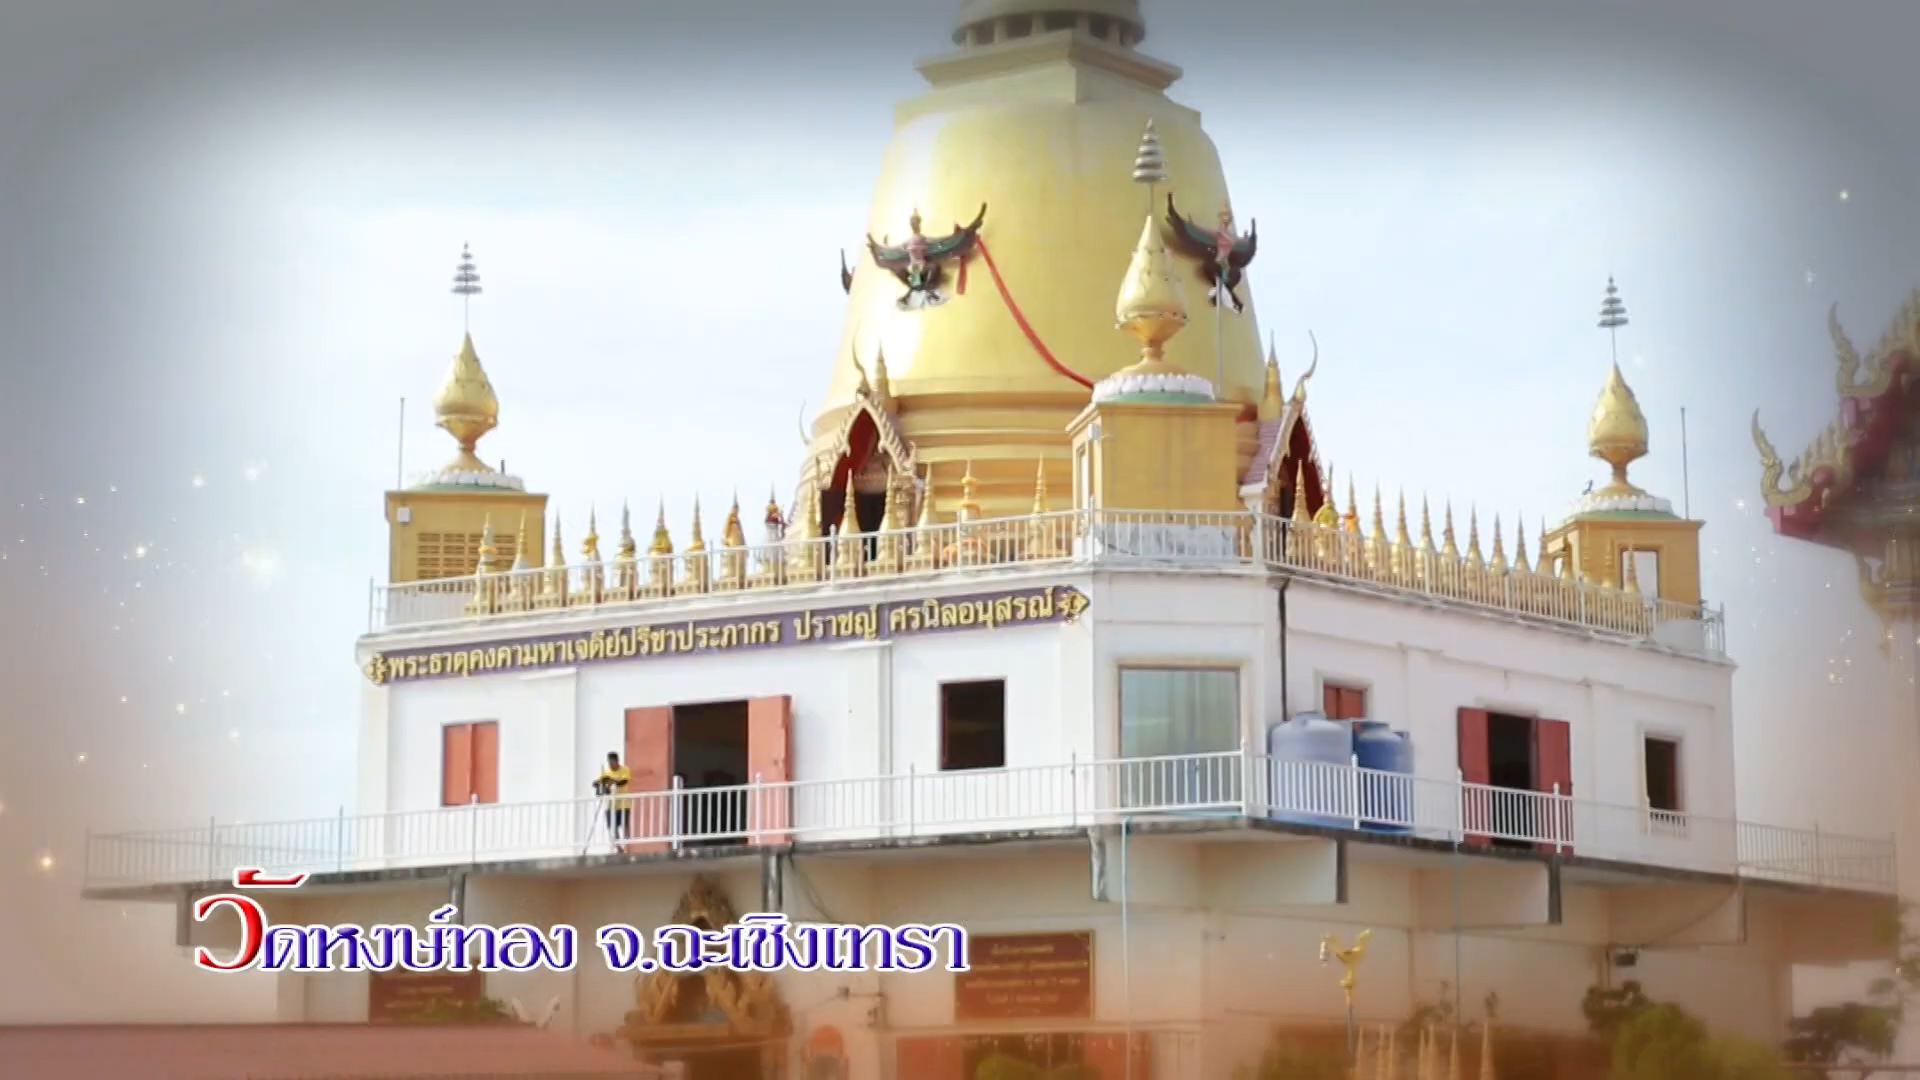 พระธาตุคงคามหาเจดีย์ปรีชาประภากร ปราชญ์ ศรนิลอนุสรณ์
วัดหงษ์ทอง จ.ฉะเชิงเทรา